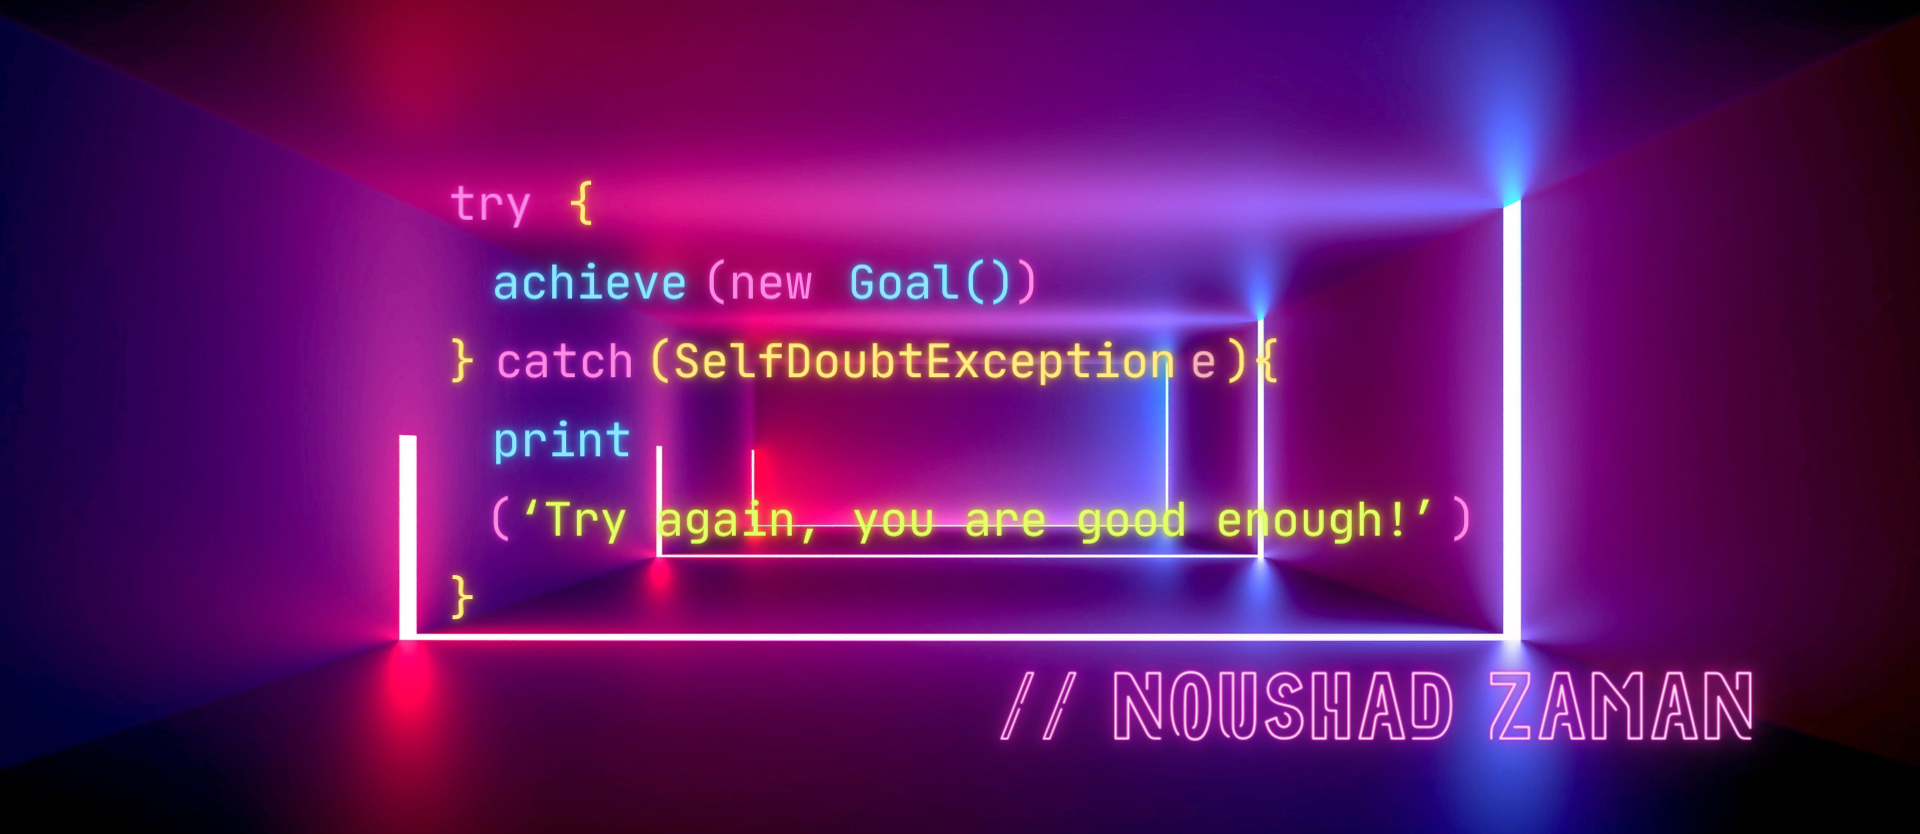 try {
achieve(new Goal())
} catch(SelfDoubtException e){
print
(‘Try again, you are good enough!’)
}
// NOUSHAD ZAMAN